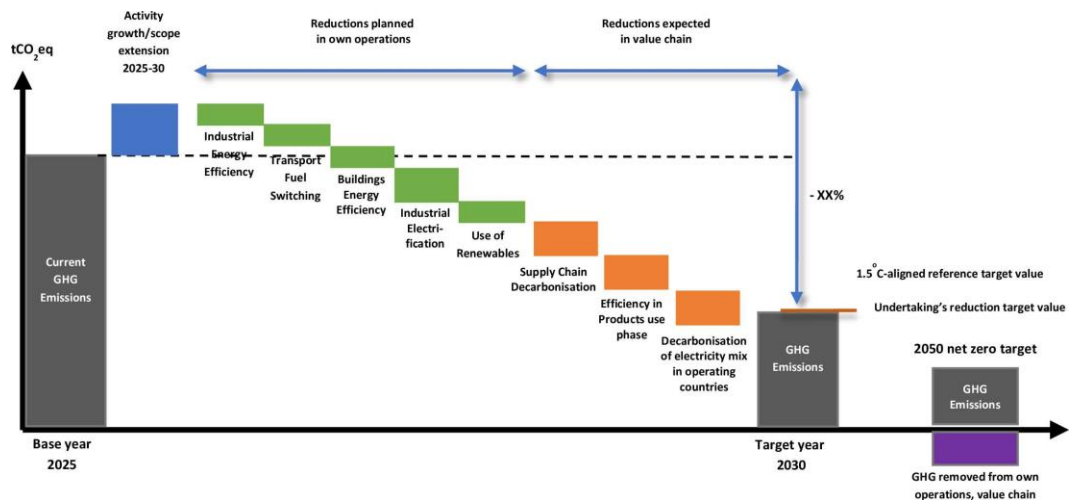 Activity
growth/scope
extension
2025-30
Reductions planned
in own operations
Reductions expected
in value chain
tCO2eq
Industrial
Energy
Efficiency
Transport
Fuel
Switching
Buildings
Energy
Efficiency
Industrial
Electri-
fication
Use of
Renewables
Supply Chain
Decarbonisation
Efficiency in
Products use
phase
Decarbonisation
of electricity mix
in operating
countries
- XX%
1.5°C-aligned reference target value
Undertaking's reduction target value
Current
GHG
Emissions
GHG
Emissions
2050 net zero target
GHG
Emissions
Base year
2025
Target year
2030
GHG removed from own
operations, value chain